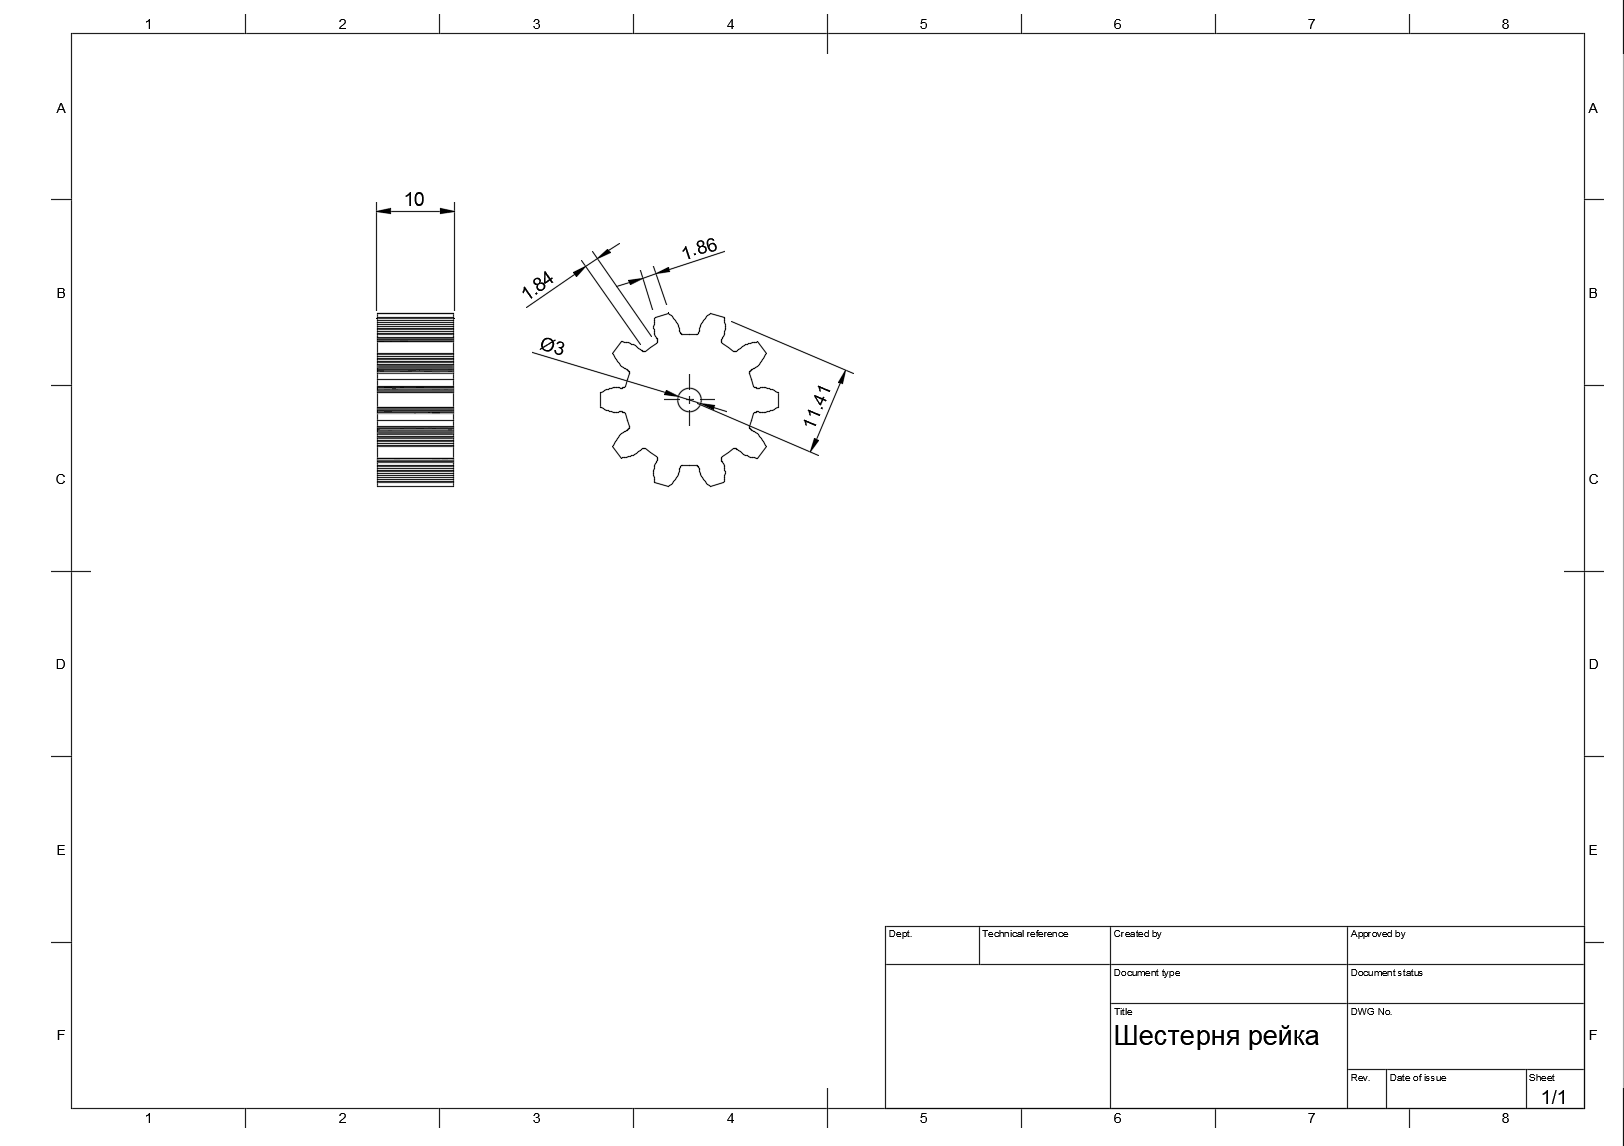 1 2 3 4 5 6 7 8
A A
10
1.86
1.84
B B
Ø3
11.41
C C
D D
E E
Dept. Technical reference Created by Approved by
Document type Document status
Title DWG No.
Шестерня рейка
F F
Rev. Date of issue Sheet
1/1
1 2 3 4 5 6 7 8